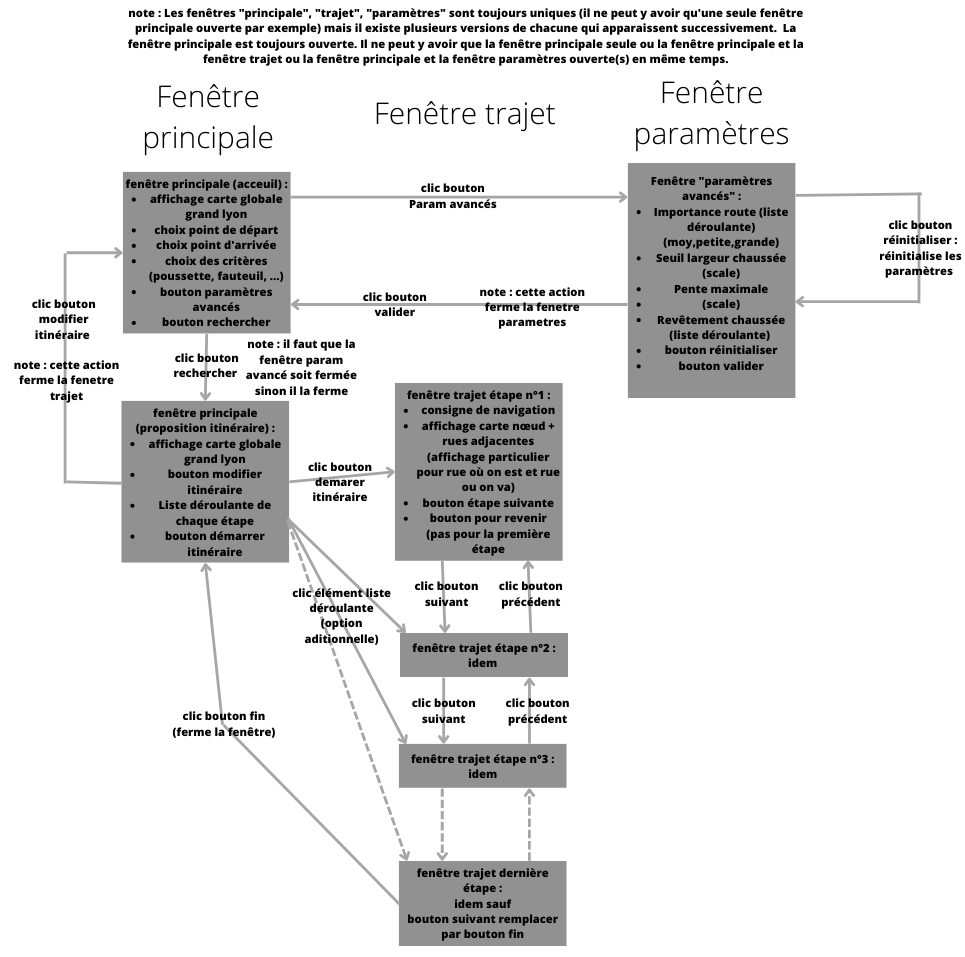 note : Les fenêtres "principale", "trajet", "paramètres" sont toujours uniques (il ne peut y avoir qu'une seule fenêtre
principale ouverte par exemple) mais il existe plusieurs versions de chacune qui apparaissent successivement.  La
fenêtre principale est toujours ouverte. Il ne peut y avoir que la fenêtre principale seule ou la fenêtre principale et la
fenêtre trajet ou la fenêtre principale et la fenêtre paramètres ouverte(s) en même temps.
Fenêtre
principale
Fenêtre trajet
Fenêtre
paramètres
fenêtre principale (acceuil) :
• affichage carte globale
grand lyon
• choix point de départ
• choix point d'arrivée
• choix des critères
(poussette, fauteuil, ...)
• bouton paramètres
avancés
• bouton rechercher
clic bouton
Param avancés
Fenêtre "paramètres
avancés" :
• Importance route (liste
déroulante)
(moy,petite,grande)
• Seuil largeur chaussée
(scale)
• Pente maximale
• (scale)
• Revêtement chaussée
(liste déroulante)
• bouton réinitialiser
• bouton valider
clic bouton
réinitialiser :
réinitialise les
paramètres
clic bouton
valider
note : cette action
ferme la fenetre
parametres
clic bouton
modifier
itinéraire
note : cette action
ferme la fenetre
trajet
clic bouton
rechercher
note : il faut que la
fenêtre param
avancé soit fermée
sinon il la ferme
fenêtre principale
(proposition itinéraire) :
• affichage carte globale
grand lyon
• bouton modifier
itinéraire
• Liste déroulante de
chaque étape
• bouton démarrer
itinéraire
clic bouton
demarer
itinéraire
fenêtre trajet étape n°1 :
• consigne de navigation
• affichage carte nœud +
rues adjacentes
(affichage particulier
pour rue où on est et rue
ou on va)
• bouton étape suivante
• bouton pour revenir
(pas pour la première
étape
clic bouton
suivant
clic bouton
précédent
clic élément liste
déroulante
(option
aditionnelle)
fenêtre trajet étape n°2 :
idem
clic bouton
suivant
clic bouton
précédent
clic bouton fin
(ferme la fenêtre)
fenêtre trajet étape n°3 :
idem
fenêtre trajet dernière
étape :
idem sauf
bouton suivant remplacer
par bouton fin